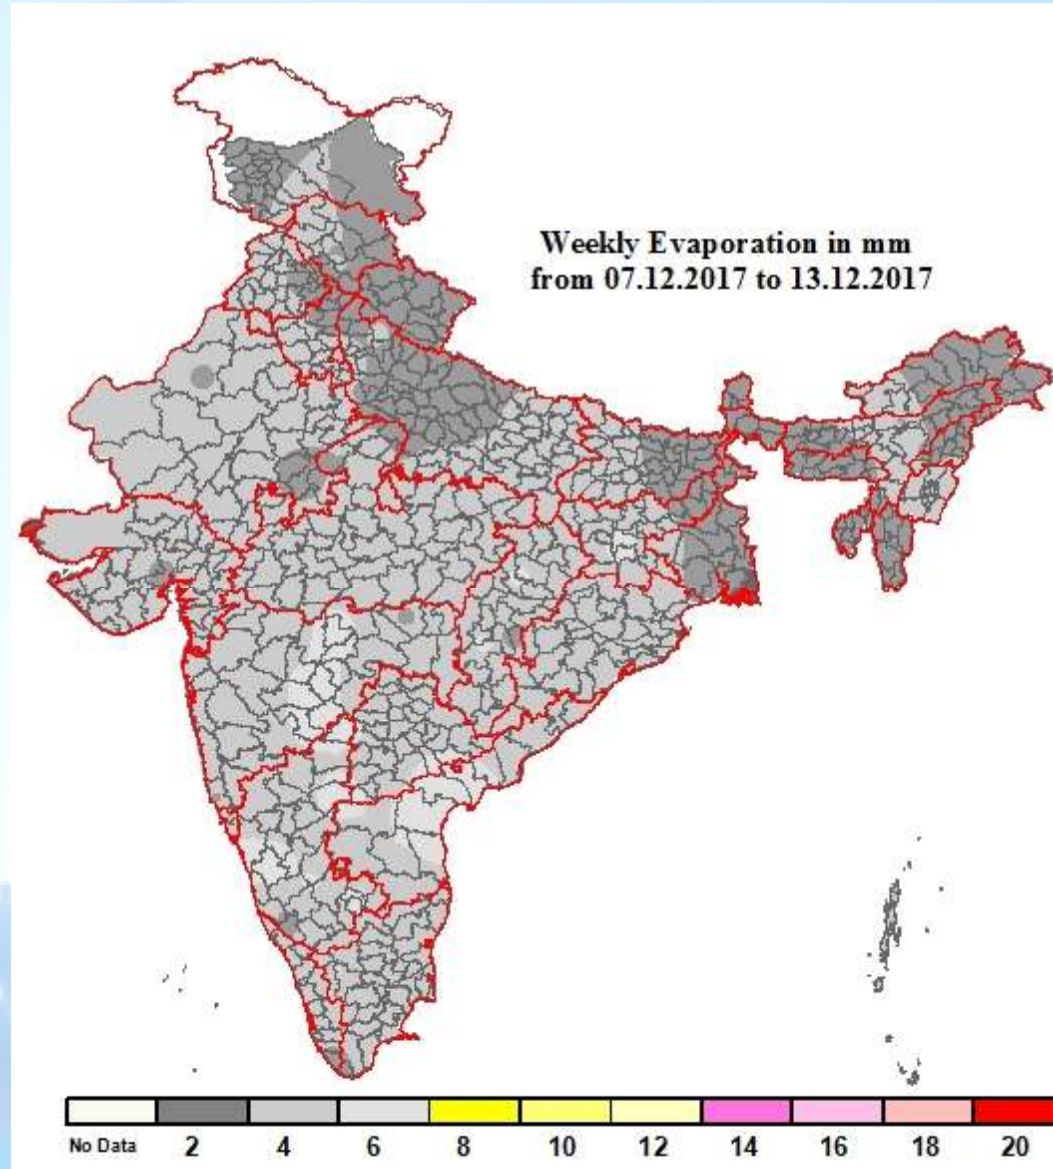 Weekly Evaporation in mm
from 07.12.2017 to 13.12.2017
No Data 2 4 6 8 10 12 14 16 18 20